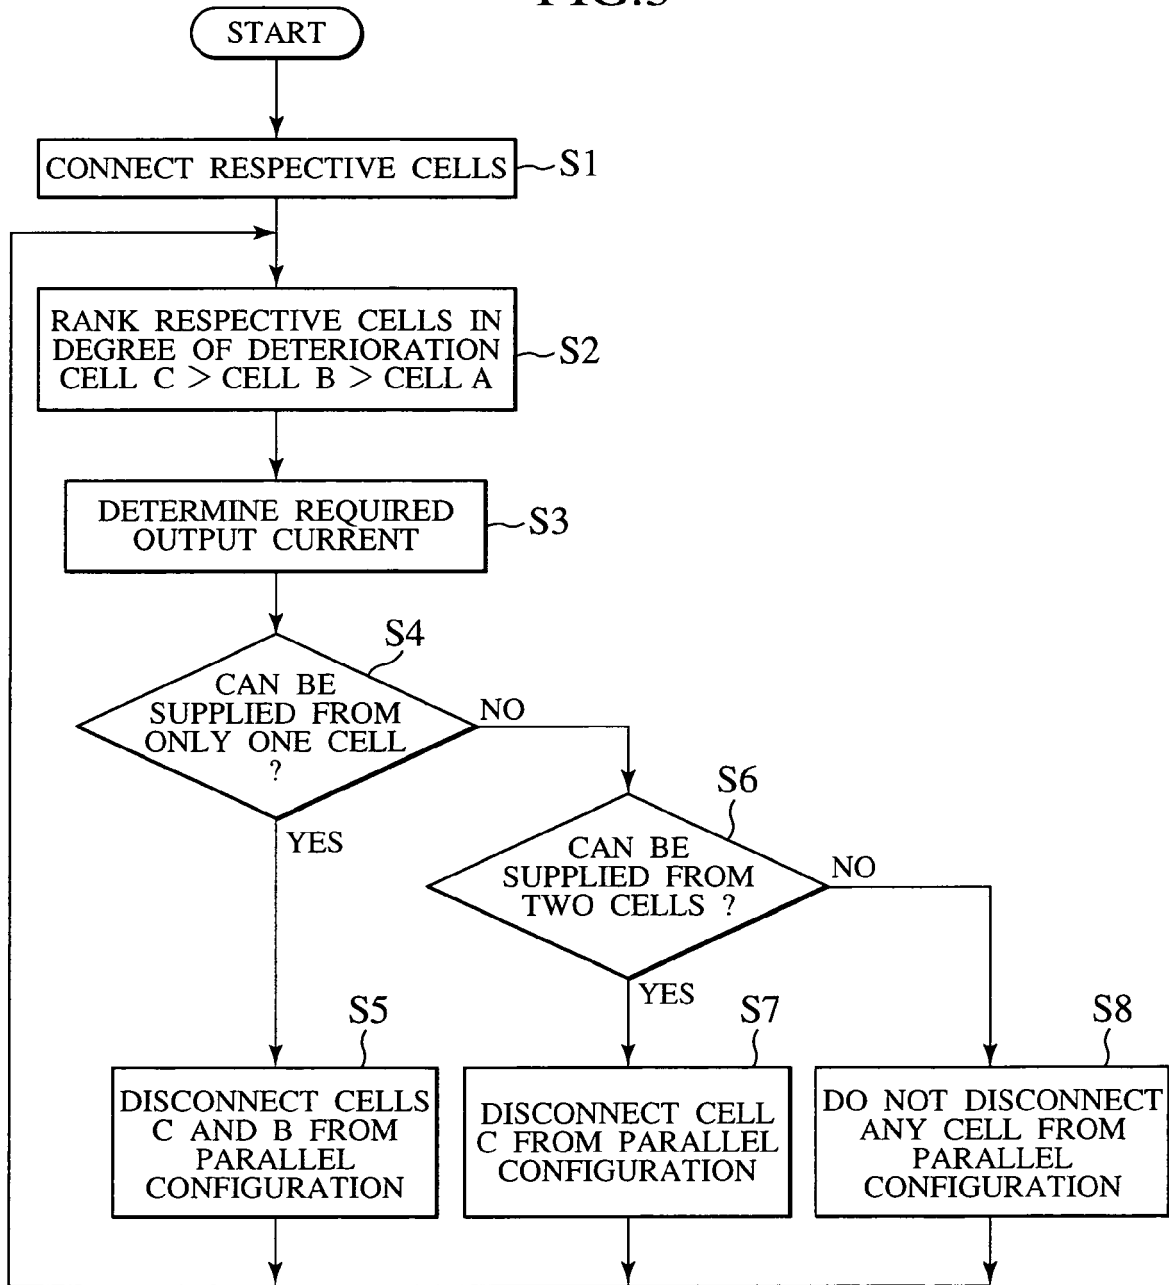 START
CONNECT RESPECTIVE CELLS
S1
RANK RESPECTIVE CELLS IN
DEGREE OF DETERIORATION
CELL C > CELL B > CELL A
S2
DETERMINE REQUIRED
OUTPUT CURRENT
S3
S4
CAN BE
SUPPLIED FROM
ONLY ONE CELL
?
NO
YES
S6
CAN BE
SUPPLIED FROM
TWO CELLS ?
NO
YES
S5
DISCONNECT CELLS
C AND B FROM
PARALLEL
CONFIGURATION
S7
DISCONNECT CELL
C FROM PARALLEL
CONFIGURATION
S8
DO NOT DISCONNECT
ANY CELL FROM
PARALLEL
CONFIGURATION